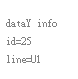 dataY info
id=25
line=U1